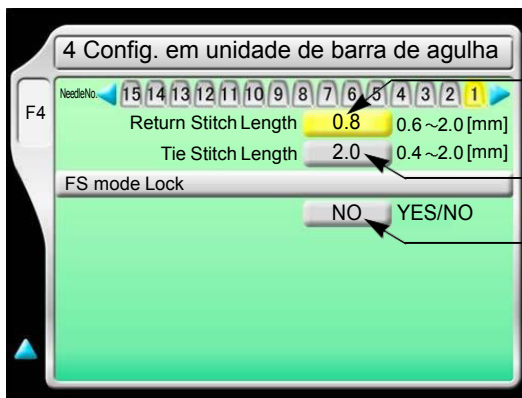 4 Config. em unidade de barra de agulha
F4
NeedleNo. 15 14 13 12 11 10 9 8 7 6 5 4 3 2 1
Return Stitch Length 0.8 0.6~2.0 [mm]
Tie Stitch Length 2.0 0.4~2.0 [mm]
FS mode Lock
NO YES/NO